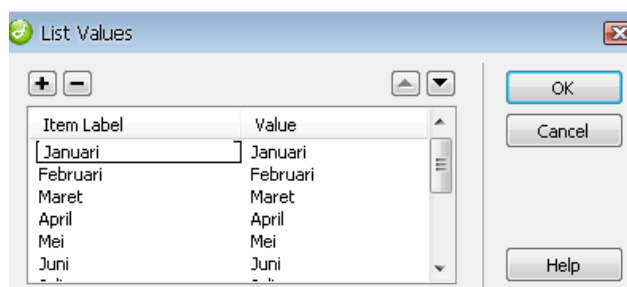 List Values
OK
Item Label Value
Cancel
Januari Januari
Februari Februari
Maret Maret
April April
Mei Mei
Juni Juni
Help